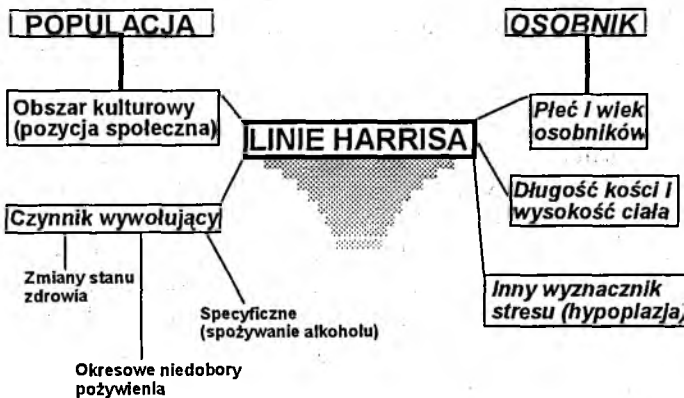 POPULACJA
OSOBNIK
Obszar kulturowy
(pozycja społeczna)
LINIE HARRISA
Płeć i wiek
osobników
Długość kości i
wysokość ciała
Czynnik wywołujący
Zmiany stanu
zdrowia
Specyficzne
(spożywanie alkoholu)
Inny wyznacznik
stresu (hypoplazja)
Okresowe niedobory
pożywienia